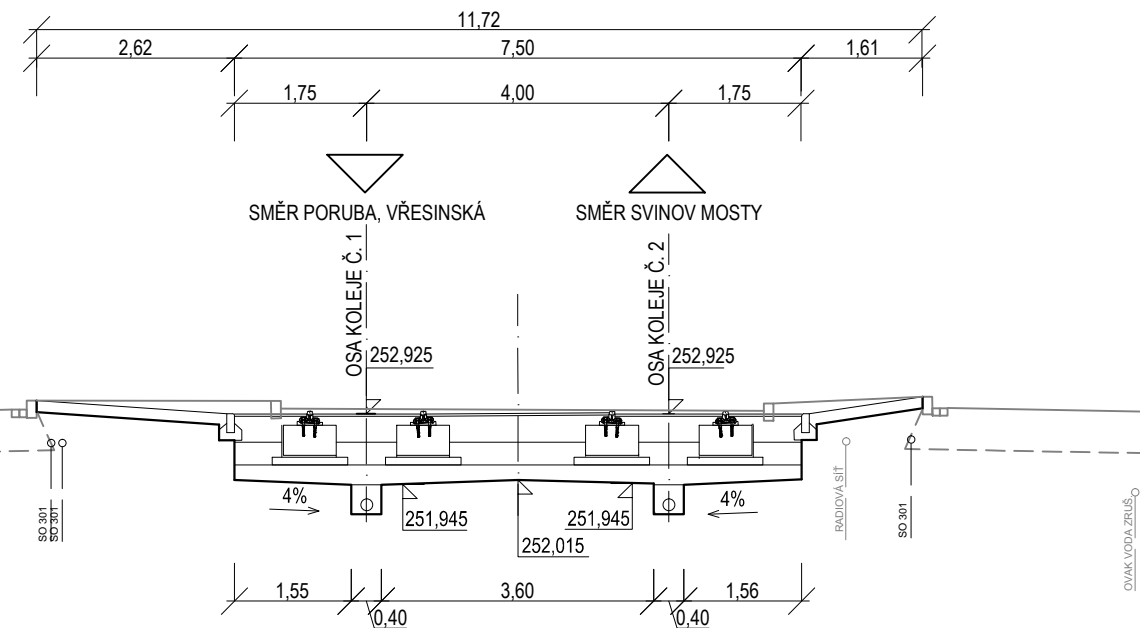 11,72
2,62
7,50
1,61
1,75
4,00
1,75
SMĚR PORUBA, VŘESINSKÁ
SMĚR SVINOV MOSTY
OSA KOLEJE Č. 1
OSA KOLEJE Č. 2
252,925
252,925
4%
4%
251,945
251,945
252,015
SO 301
SO 301
RADIOVÁ SÍŤ
SO 301
OVAK VODA ZRUŠ.
1,55
3,60
1,56
0,40
0,40